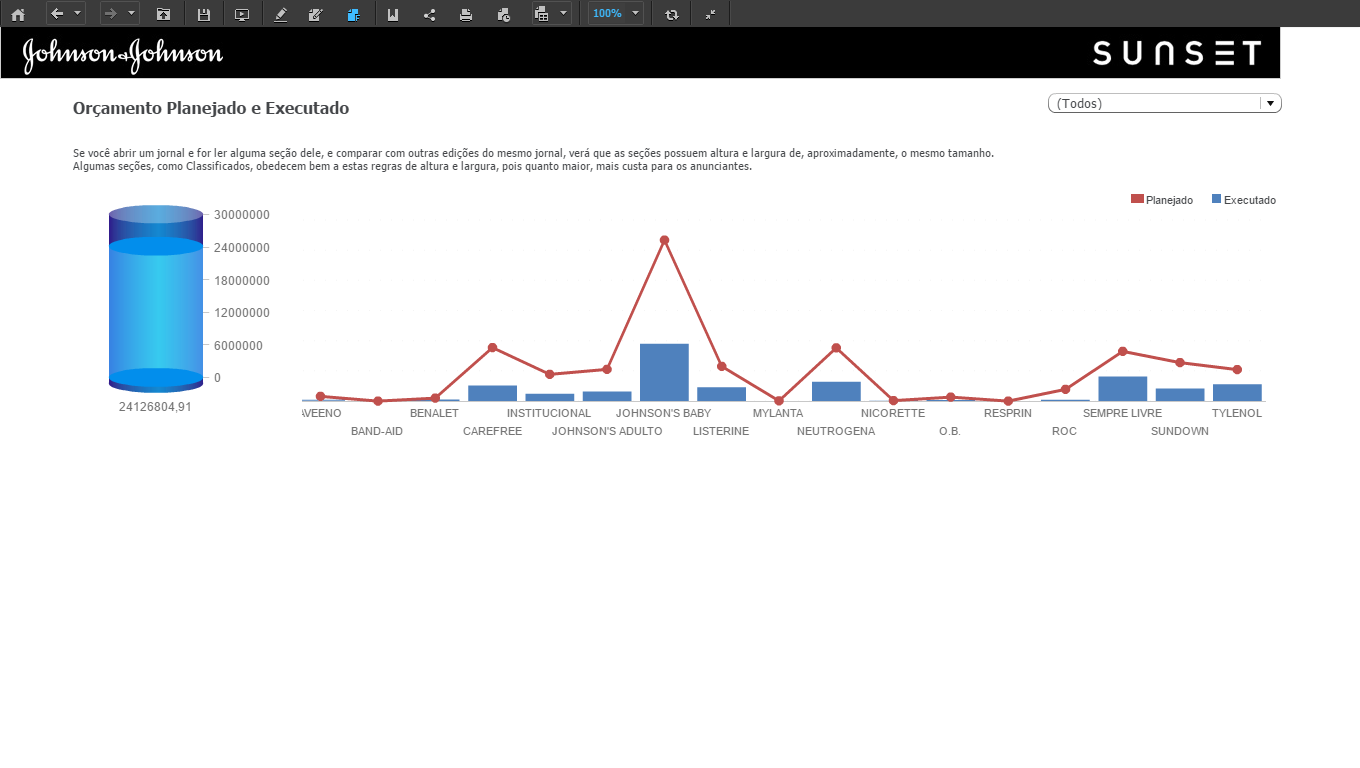 100%
Johnson & Johnson
SUNSET
Orçamento Planejado e Executado
(Todos)
Se você abrir um jornal e for ler alguma seção dele, e comparar com outras edições do mesmo jornal, verá que as seções possuem altura e largura de, aproximadamente, o mesmo tamanho.
Algumas seções, como Classificados, obedecem bem a estas regras de altura e largura, pois quanto maior, mais custa para os anunciantes.
Planejado Executado
30000000
24000000
18000000
12000000
6000000
0
24126804,91
AVEENO BENALET INSTITUCIONAL JOHNSON'S BABY MYLANTA NICORETTE RESPRIN SEMPRE LIVRE TYLENOL
BAND-AID CAREFREE JOHNSON'S ADULTO LISTERINE NEUTROGENA O.B. ROC SUNDOWN